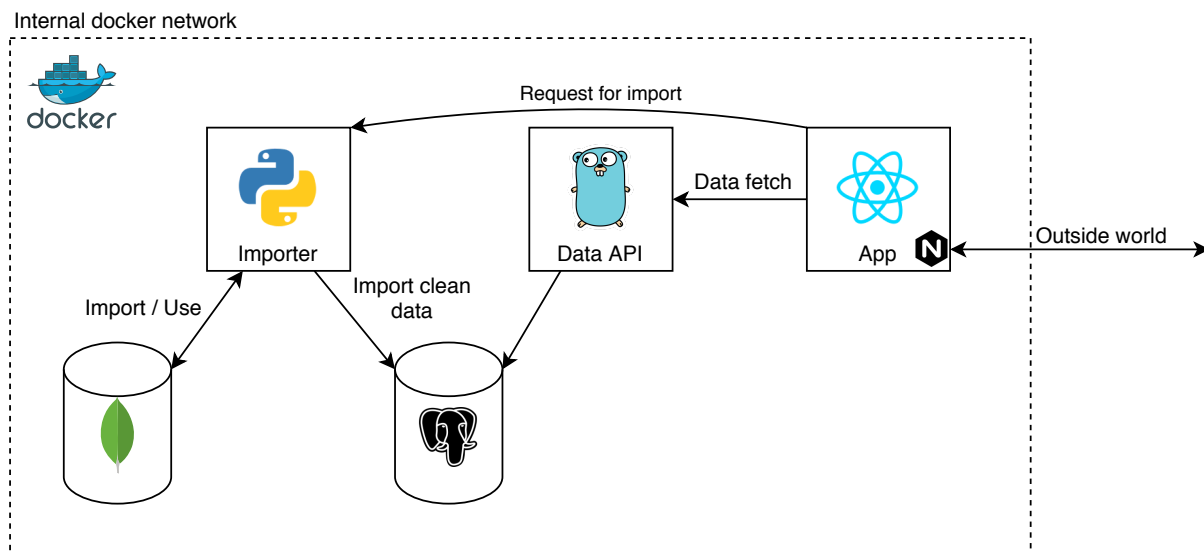 Internal docker network
docker
Request for import
Data fetch
Importer
Data API
App
N
Outside world
Import / Use
Import clean
data